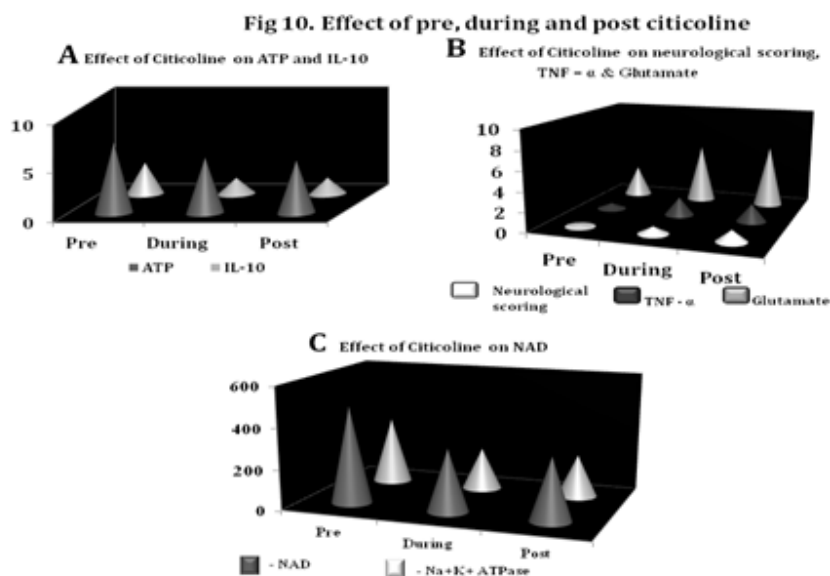 Fig 10. Effect of pre, during and post citicoline
A Effect of Citicoline on ATP and IL-10
10
5
0
Pre During Post
ATP IL-10
B Effect of Citicoline on neurological scoring,
TNF - α & Glutamate
10
8
6
4
2
0
Pre
During
Post
Neurological
scoring
TNF - α
Glutamate
C Effect of Citicoline on NAD
600
400
200
0
Pre
During
Post
- NAD
- Na+K+ ATPase